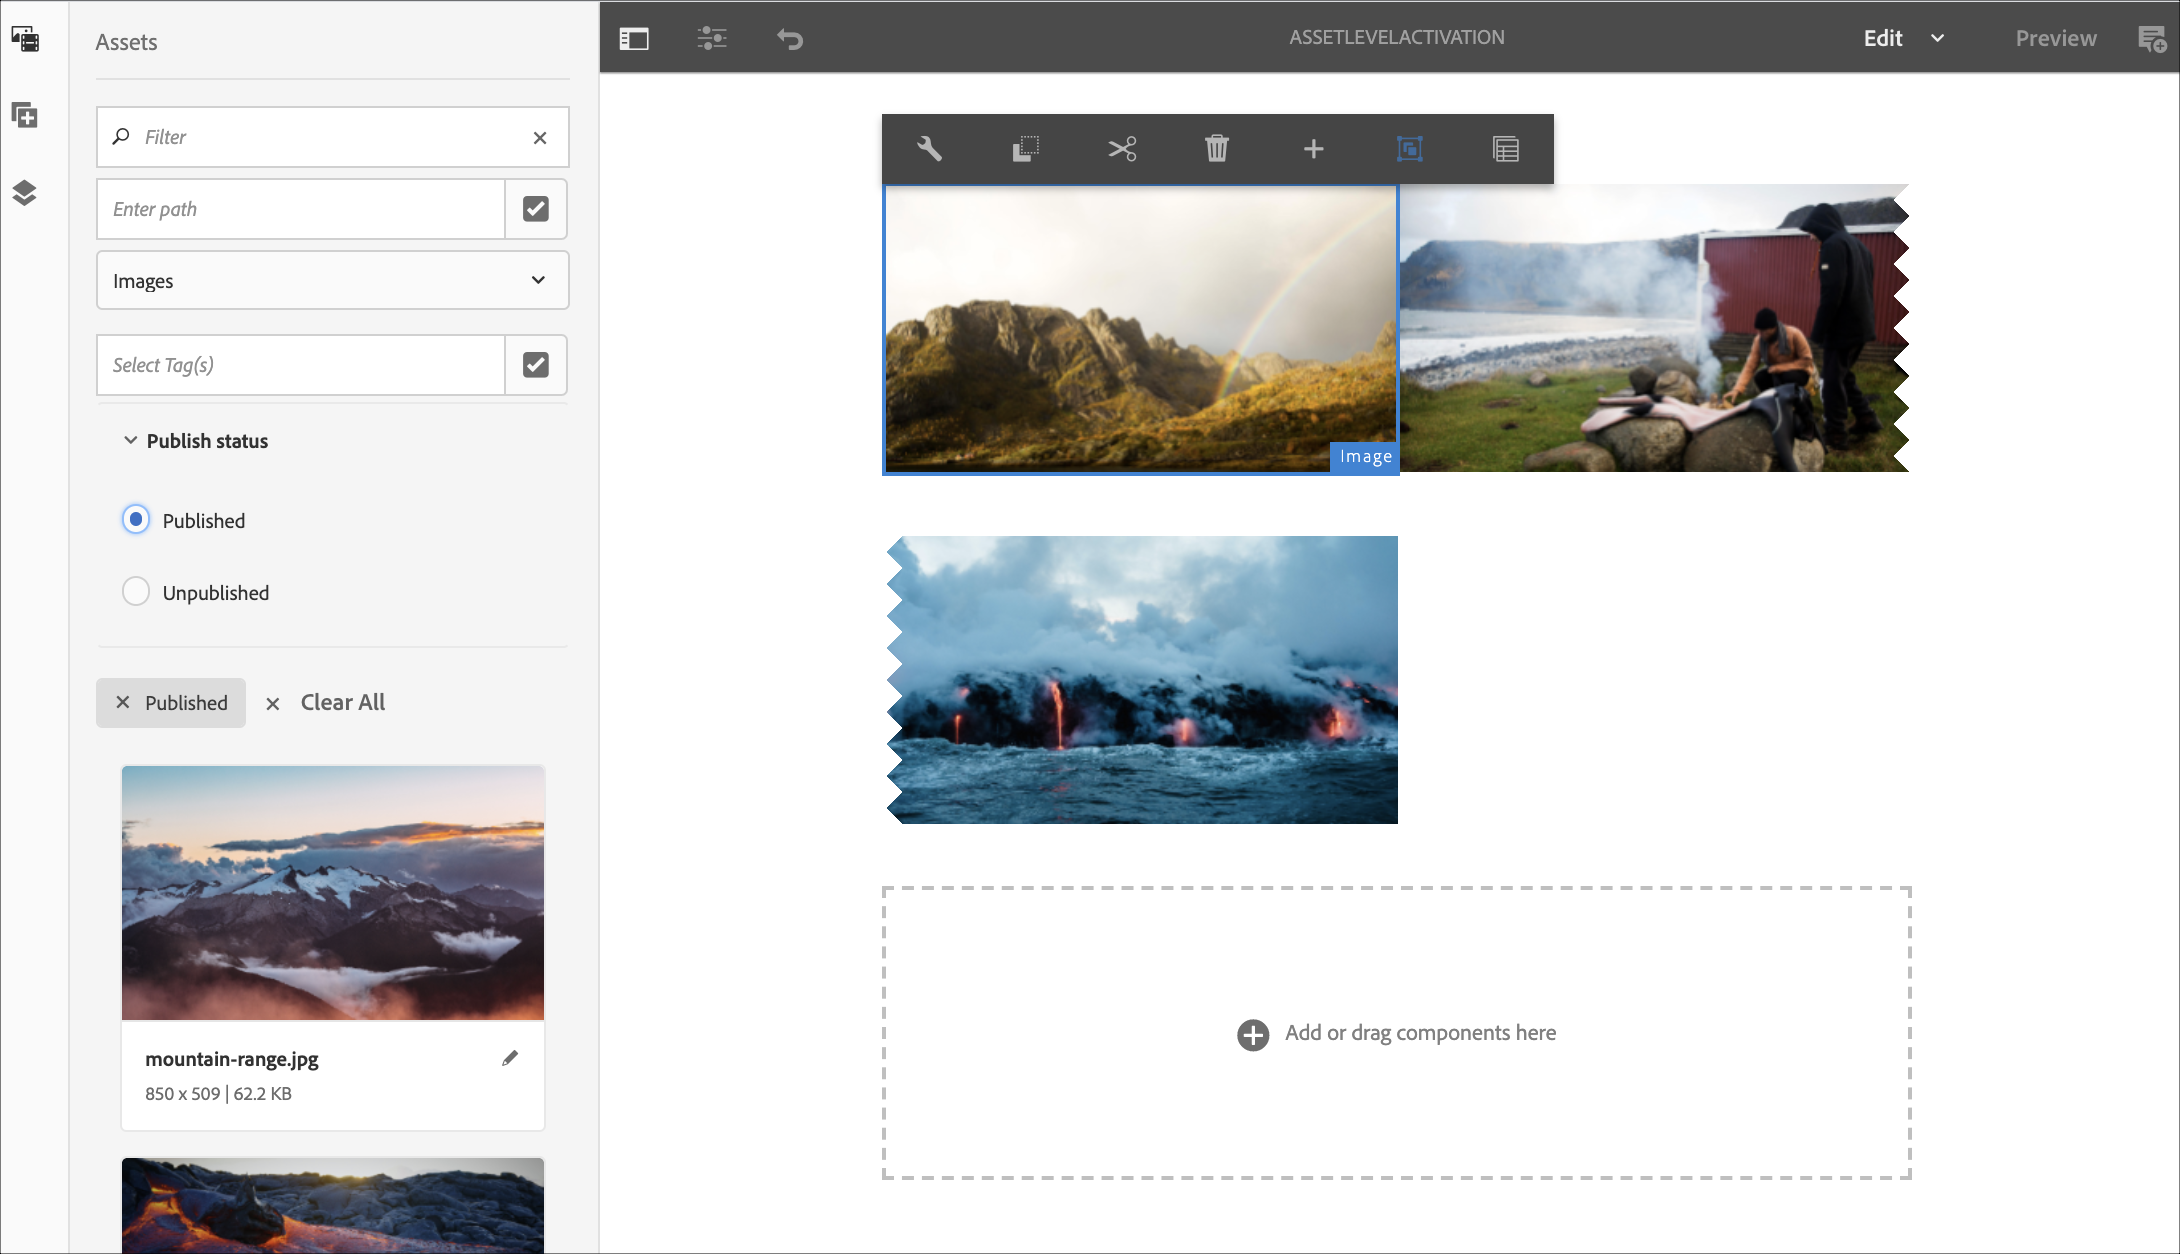 Assets
Filter
Enter path
Images
Select Tag(s)
Publish status
Published
Unpublished
Published
Clear All
mountain-range.jpg
850 x 509 | 62.2 KB
ASSETLEVELACTIVATION
Edit
Preview
Image
Add or drag components here